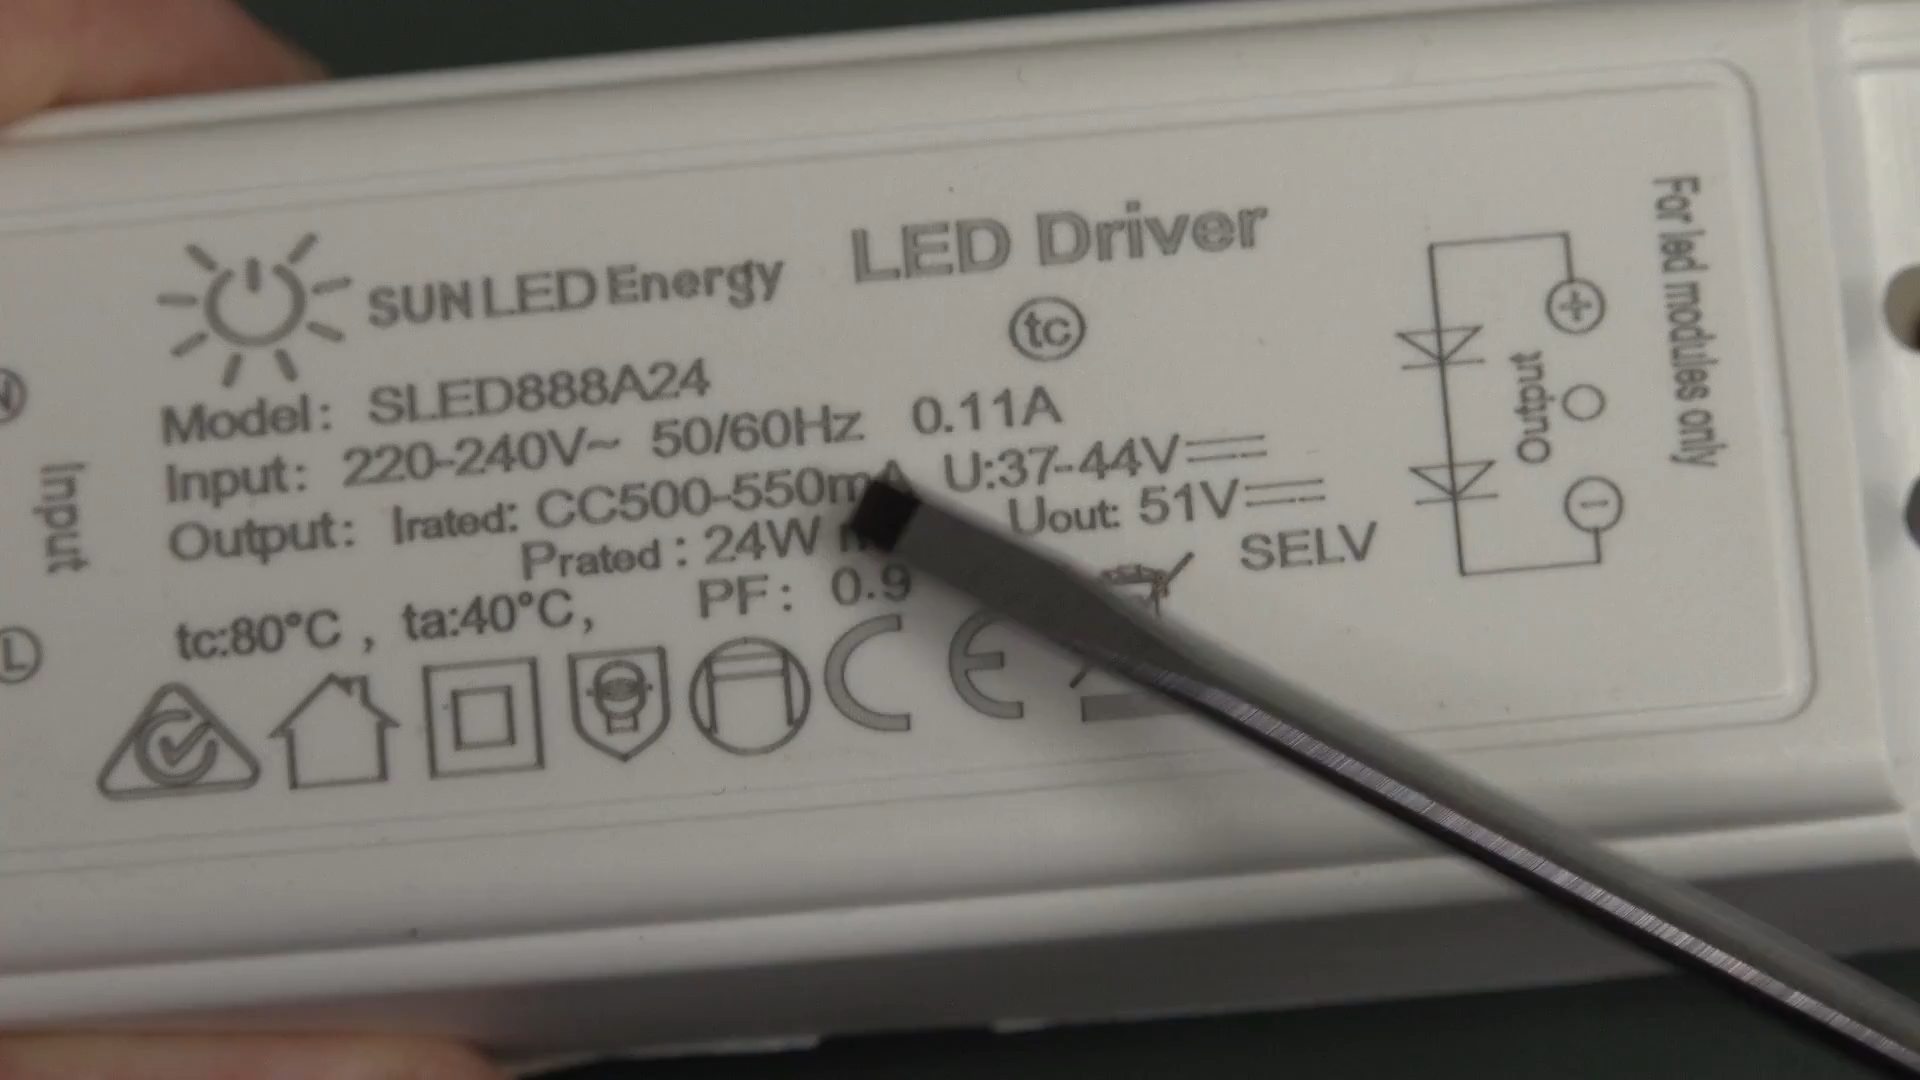 SUN LED Energy LED Driver
tc
Model: SLED888A24
Input: 220-240V~ 50/60Hz 0.11A
Output: Irated: CC500-550mA U:37-44V
Prated: 24W Uout: 51V
tc:80°C, ta:40°C, PF: 0.9 SELV
CE
N
Input
L
+
Output
-
For led modules only